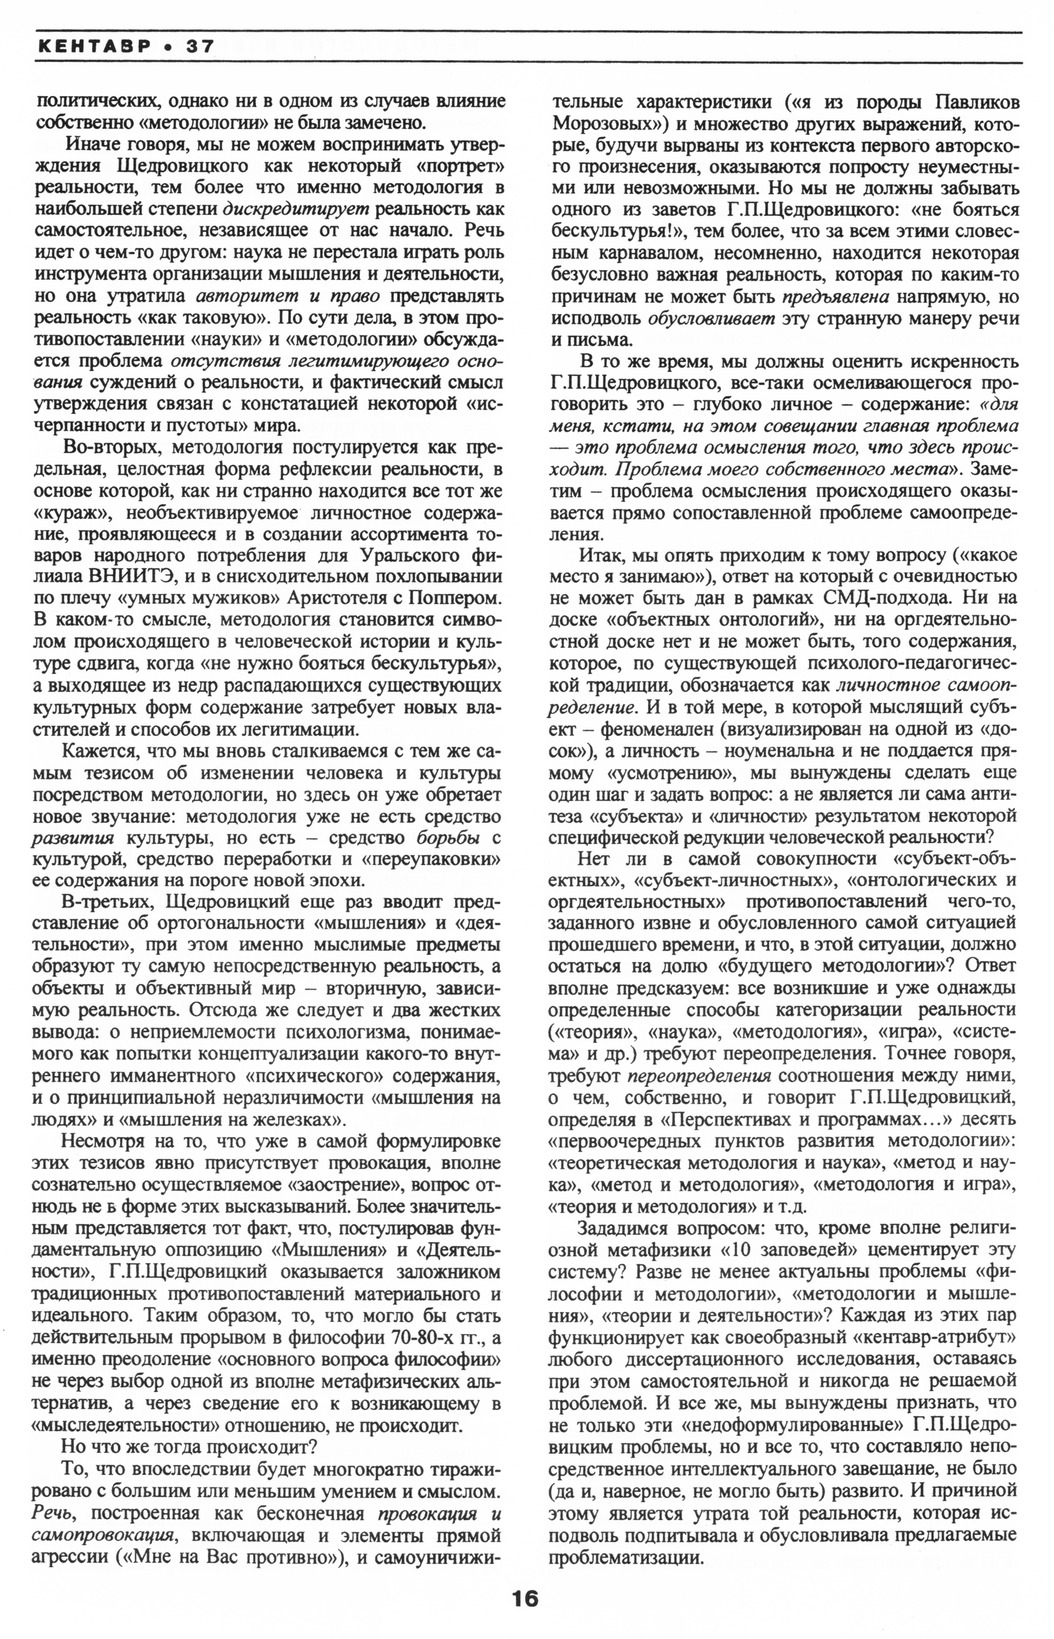 КЕНТАВР • 37
политических, однако ни в одном из случаев влияние
собственно «методологии» не была замечено.
Иначе говоря, мы не можем воспринимать утвер-
ждения Щедровицкого как некоторый «портрет»
реальности, тем более что именно методология в
наибольшей степени дискредитирует реальность как
самостоятельное, независящее от нас начало. Речь
идет о чем-то другом: наука не перестала играть роль
инструмента организации мышления и деятельности,
но она утратила авторитет и право представлять
реальность «как таковую». По сути дела, в этом про-
тивопоставлении «науки» и «методологии» обсужда-
ется проблема отсутствия легитимирующего осно-
вания суждений о реальности, и фактический смысл
утверждения связан с констатацией некоторой «ис-
черпанности и пустоты» мира.
Во-вторых, методология постулируется как пре-
дельная, целостная форма рефлексии реальности, в
основе которой, как ни странно находится все тот же
«кураж», необъективируемое личностное содержа-
ние, проявляющееся и в создании ассортимента то-
варов народного потребления для Уральского фи-
лиала ВНИИТЭ, и в снисходительном похлопывании
по плечу «умных мужиков» Аристотеля с Поппером.
В каком-то смысле, методология становится симво-
лом происходящего в человеческой истории и куль-
туре сдвига, когда «не нужно бояться бескультурья»,
а выходящее из недр распадающихся существующих
культурных форм содержание затребует новых вла-
стителей и способов их легитимации.
Кажется, что мы вновь сталкиваемся с тем же са-
мым тезисом об изменении человека и культуры
посредством методологии, но здесь он уже обретает
новое звучание: методология уже не есть средство
развития культуры, но есть – средство борьбы с
культурой, средство переработки и «переупаковки»
ее содержания на пороге новой эпохи.
В-третьих, Щедровицкий еще раз вводит пред-
ставление об ортогональности «мышления» и «дея-
тельности», при этом именно мыслимые предметы
образуют ту самую непосредственную реальность, а
объекты и объективный мир – вторичную, зависи-
мую реальность. Отсюда же следует и два жестких
вывода: о неприемлемости психологизма, понимае-
мого как попытки концептуализации какого-то внут-
реннего имманентного «психического» содержания,
и о принципиальной неразличимости «мышления на
людях» и «мышления на железках».
Несмотря на то, что уже в самой формулировке
этих тезисов явно присутствует провокация, вполне
сознательно осуществляемое «заострение», вопрос от-
нюдь не в форме этих высказываний. Более значитель-
ным представляется тот факт, что, постулировав фун-
даментальную оппозицию «Мышления» и «Деятель-
ности», Г.П.Щедровицкий оказывается заложником
традиционных противопоставлений материального и
идеального. Таким образом, то, что могло бы стать
действительным прорывом в философии 70-80-х гг., а
именно преодоление «основного вопроса философии»
не через выбор одной из вполне метафизических аль-
тернатив, а через сведение его к возникающему в
«мыследеятельности» отношению, не происходит.
Но что же тогда происходит?
То, что впоследствии будет многократно тиражи-
ровано с большим или меньшим умением и смыслом.
Речь, построенная как бесконечная провокация и
самопровокация, включающая и элементы прямой
агрессии («Мне на Вас противно»), и самоуничижи-
тельные характеристики («я из породы Павликов
Морозовых») и множество других выражений, кото-
рые, будучи вырваны из контекста первого авторско-
го произнесения, оказываются попросту неуместны-
ми или невозможными. Но мы не должны забывать
одного из заветов Г.П.Щедровицкого: «не бояться
бескультурья!», тем более, что за всем этими словес-
ным карнавалом, несомненно, находится некоторая
безусловно важная реальность, которая по каким-то
причинам не может быть предъявлена напрямую, но
исподволь обусловливает эту странную манеру речи
и письма.
В то же время, мы должны оценить искренность
Г.П.Щедровицкого, все-таки осмеливающегося про-
говорить это – глубоко личное – содержание: «для
меня, кстати, на этом совещании главная проблема
— это проблема осмысления того, что здесь проис-
ходит. Проблема моего собственного места». Заме-
тим – проблема осмысления происходящего оказы-
вается прямо сопоставленной проблеме самоопреде-
ления.
Итак, мы опять приходим к тому вопросу («какое
место я занимаю»), ответ на который с очевидностью
не может быть дан в рамках СМД-подхода. Ни на
доске «объектных онтологий», ни на оргдеятельно-
стной доске нет и не может быть, того содержания,
которое, по существующей психолого-педагогичес-
кой традиции, обозначается как личностное самооп-
ределение. И в той мере, в которой мыслящий субъ-
ект – феноменален (визуализирован на одной из «до-
сок»), а личность – ноуменальна и не поддается пря-
мому «усмотрению», мы вынуждены сделать еще
один шаг и задать вопрос: а не является ли сама анти-
теза «субъекта» и «личности» результатом некоторой
специфической редукции человеческой реальности?
Нет ли в самой совокупности «субъект-объ-
ектных», «субъект-личностных», «онтологических и
оргдеятельностных» противопоставлений чего-то,
заданного извне и обусловленного самой ситуацией
прошедшего времени, и что, в этой ситуации, должно
остаться на долю «будущего методологии»? Ответ
вполне предсказуем: все возникшие и уже однажды
определенные способы категоризации реальности
(«теория», «наука», «методология», «игра», «систе-
ма» и др.) требуют переопределения. Точнее говоря,
требуют переопределения соотношения между ними,
о чем, собственно, и говорит Г.П.Щедровицкий,
определяя в «Перспективах и программах...» десять
«первоочередных пунктов развития методологии»:
«теоретическая методология и наука», «метод и нау-
ка», «метод и методология», «методология и игра»,
«теория и методология» и т.д.
Зададимся вопросом: что, кроме вполне религи-
озной метафизики «10 заповедей» цементирует эту
систему? Разве не менее актуальны проблемы «фи-
лософии и методологии», «методологии и мышле-
ния», «теории и деятельности»? Каждая из этих пар
функционирует как своеобразный «кентавр-атрибут»
любого диссертационного исследования, оставаясь
при этом самостоятельной и никогда не решаемой
проблемой. И все же, мы вынуждены признать, что
не только эти «недоформулированные» Г.П.Щедро-
вицким проблемы, но и все то, что составляло непо-
средственное интеллектуального завещание, не было
(да и, наверное, не могло быть) развито. И причиной
этому является утрата той реальности, которая ис-
подволь подпитывала и обусловливала предлагаемые
проблематизации.
16